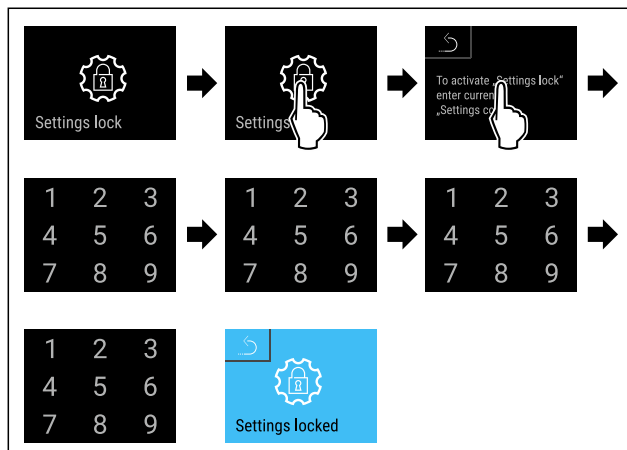 Settings lock
Settings
To activate „Settings lock“
enter curren
„Settings co
1 2 3
4 5 6
7 8 9
1 2 3
4 5 6
7 8 9
1 2 3
4 5 6
7 8 9
1 2 3
4 5 6
7 8 9
Settings locked